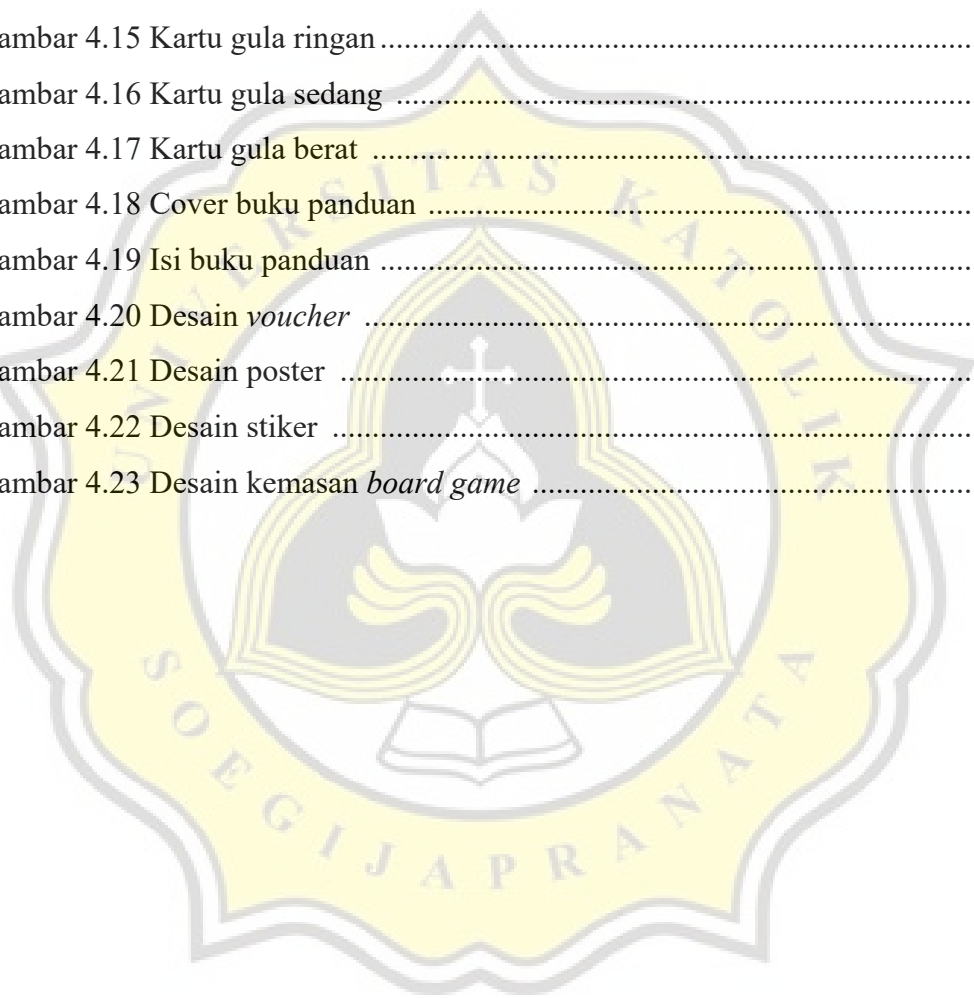 ambar 4.15 Kartu gula ringan ........................................................................
ambar 4.16 Kartu gula sedang ......................................................................
ambar 4.17 Kartu gula berat .........................................................................
ambar 4.18 Cover buku panduan ..................................................................
ambar 4.19 Isi buku panduan ........................................................................
ambar 4.20 Desain voucher ..........................................................................
ambar 4.21 Desain poster .............................................................................
ambar 4.22 Desain stiker ..............................................................................
ambar 4.23 Desain kemasan board game .....................................................
UNIVERSITAS KATOLIK
SOEGIJAPRANATA